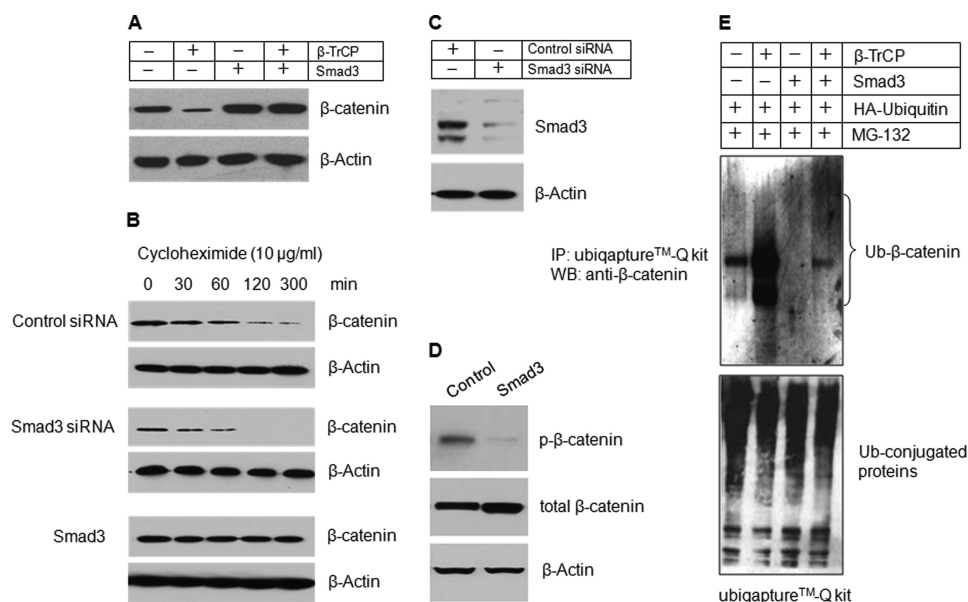 A
− + − + β-TrCP
− − + + Smad3
β-catenin
β-Actin
B
Cycloheximide (10 µg/ml)
0 30 60 120 300 min
Control siRNA β-catenin
β-Actin
Smad3 siRNA β-catenin
β-Actin
Smad3 β-catenin
β-Actin
C
+ − Control siRNA
− + Smad3 siRNA
Smad3
β-Actin
D
Control Smad3
p-β-catenin
total β-catenin
β-Actin
E
− + − + β-TrCP
− − + + Smad3
+ + + + HA-Ubiquitin
+ + + + MG-132
IP: ubiqapture™-Q kit
WB: anti-β-catenin
Ub-β-catenin
Ub-conjugated
proteins
ubiqapture™-Q kit